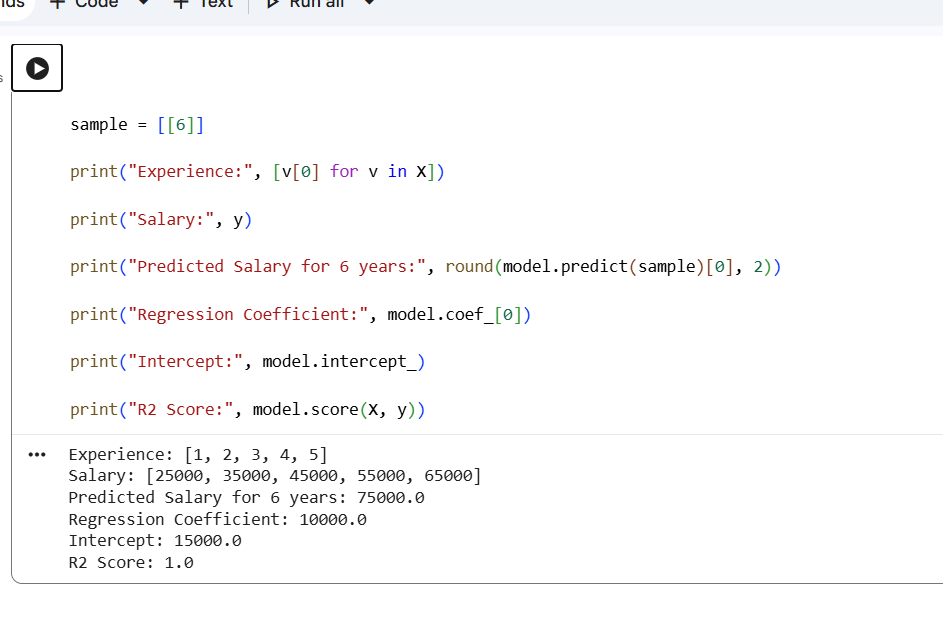 + Code + Text Run all
sample = [[6]]
print("Experience:", [v[0] for v in X])
print("Salary:", y)
print("Predicted Salary for 6 years:", round(model.predict(sample)[0], 2))
print("Regression Coefficient:", model.coef_[0])
print("Intercept:", model.intercept_)
print("R2 Score:", model.score(X, y))
Experience: [1, 2, 3, 4, 5]
Salary: [25000, 35000, 45000, 55000, 65000]
Predicted Salary for 6 years: 75000.0
Regression Coefficient: 10000.0
Intercept: 15000.0
R2 Score: 1.0